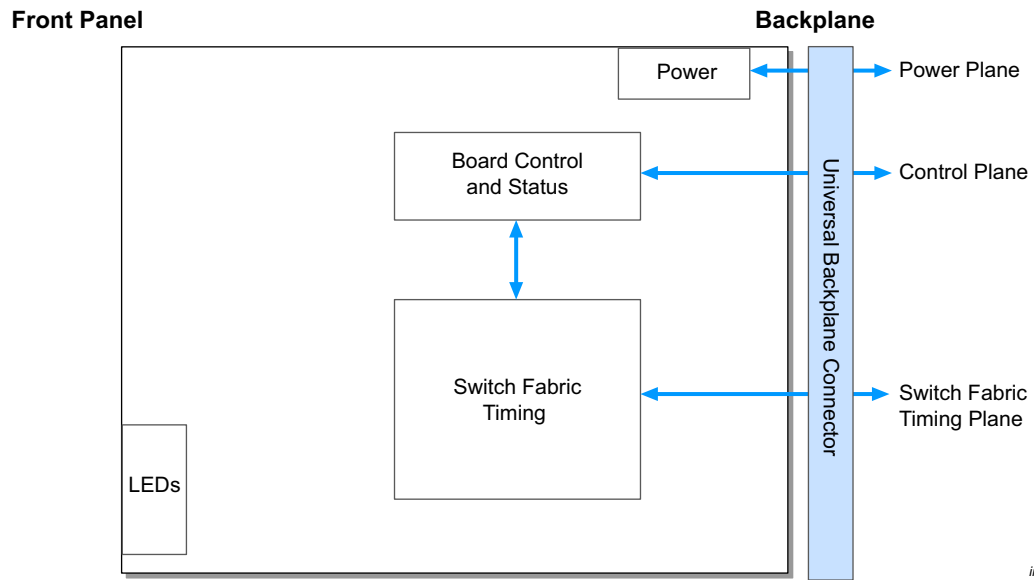 Front Panel
Backplane
Power
Power Plane
Board Control
and Status
Control Plane
Universal Backplane Connector
Switch Fabric
Timing
Switch Fabric
Timing Plane
LEDs